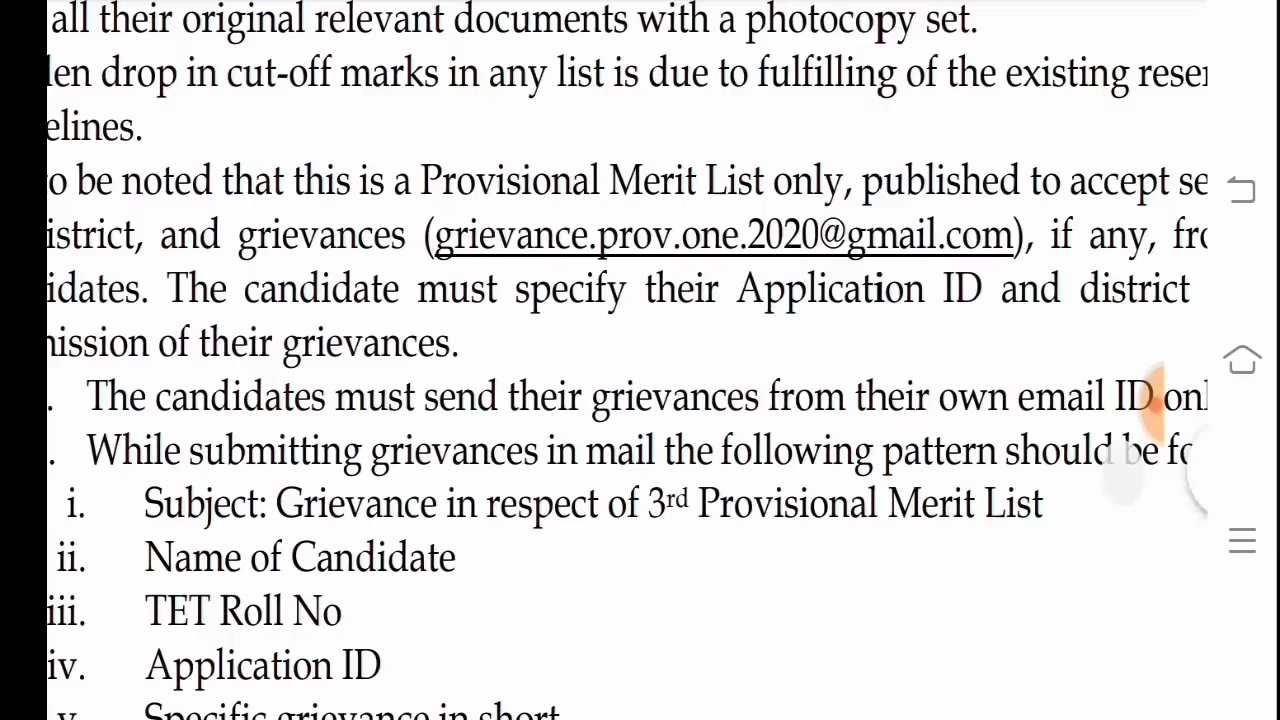 all their original relevant documents with a photocopy set.
len drop in cut-off marks in any list is due to fulfilling of the existing reser
elines.
o be noted that this is a Provisional Merit List only, published to accept se
istrict, and grievances (grievance.prov.one.2020@gmail.com), if any, fro
idates. The candidate must specify their Application ID and district
nission of their grievances.
. The candidates must send their grievances from their own email ID onl
. While submitting grievances in mail the following pattern should be fo
i. Subject: Grievance in respect of 3rd Provisional Merit List
ii. Name of Candidate
iii. TET Roll No
iv. Application ID
v. Specific grievance in short